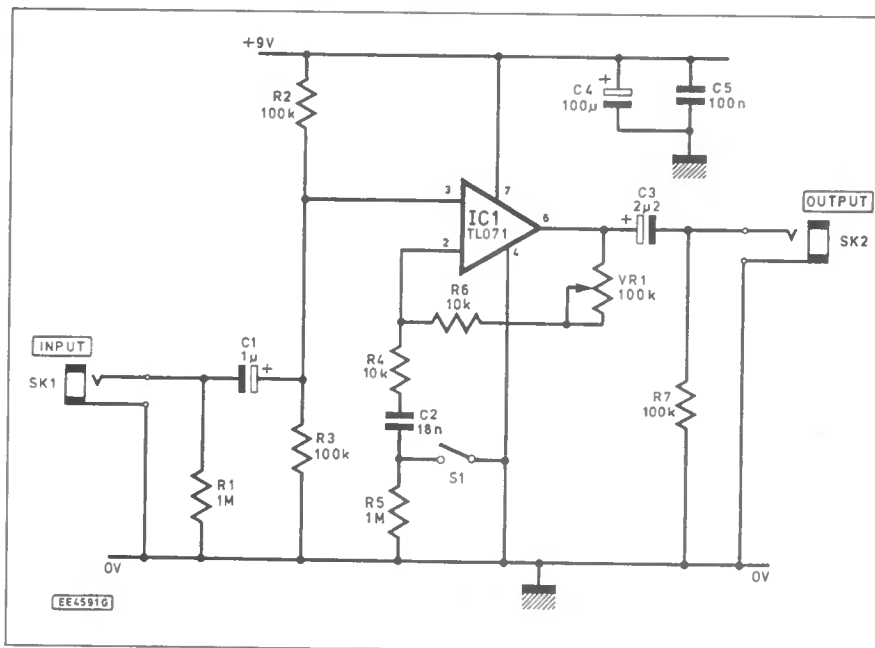 +9V
R2
100k
C4
100µ
+
C5
100n
3
7
IC1
TL071
6
2
4
C3
2µ2
+
OUTPUT
SK2
VR1
100k
R6
10k
INPUT
SK1
C1
1µ
+
R4
10k
C2
18n
R3
100k
S1
R7
100k
R1
1M
R5
1M
0V
0V
EE4591G